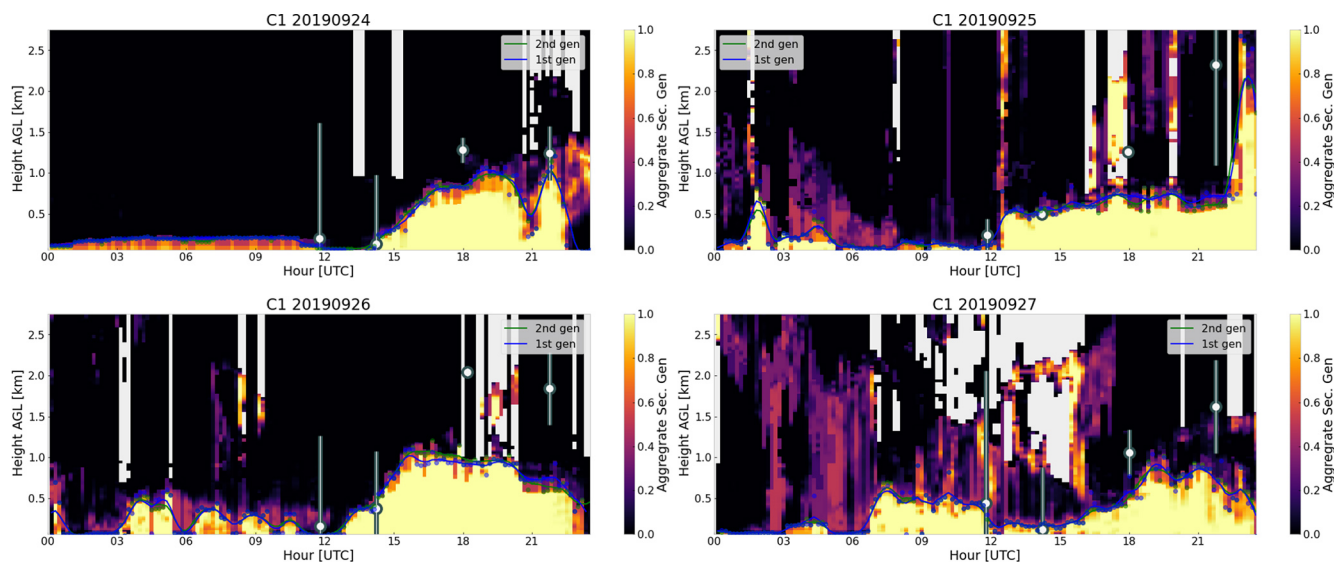 C1 20190924
2nd gen
1st gen
Height AGL [km]
2.5
2.0
1.5
1.0
0.5
00 03 06 09 12 15 18 21
Hour [UTC]
1.0
0.8
0.6
0.4
0.2
0.0
Aggregrate Sec. Gen
C1 20190925
2nd gen
1st gen
Height AGL [km]
2.5
2.0
1.5
1.0
0.5
00 03 06 09 12 15 18 21
Hour [UTC]
1.0
0.8
0.6
0.4
0.2
0.0
Aggregrate Sec. Gen
C1 20190926
2nd gen
1st gen
Height AGL [km]
2.5
2.0
1.5
1.0
0.5
00 03 06 09 12 15 18 21
Hour [UTC]
1.0
0.8
0.6
0.4
0.2
0.0
Aggregrate Sec. Gen
C1 20190927
2nd gen
1st gen
Height AGL [km]
2.5
2.0
1.5
1.0
0.5
00 03 06 09 12 15 18 21
Hour [UTC]
1.0
0.8
0.6
0.4
0.2
0.0
Aggregrate Sec. Gen